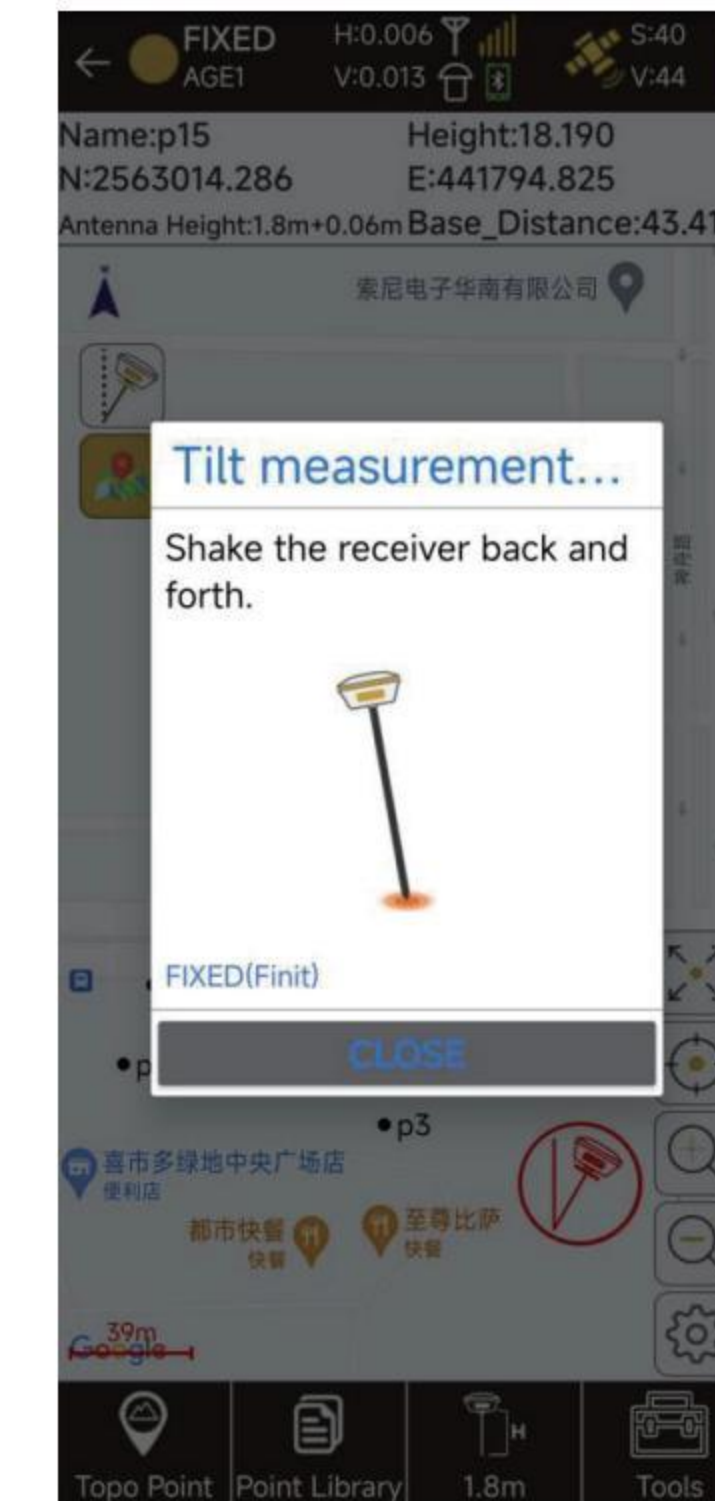 FIXED
AGE1
H:0.006
V:0.013
S:40
V:44
Name:p15
Height:18.190
N:2563014.286
E:441794.825
Antenna Height:1.8m+0.06m
Base_Distance:43.41
索尼电子华南有限公司
Tilt measurement...
Shake the receiver back and
forth.
FIXED(Finit)
CLOSE
p
p3
喜市多绿地中央广场店
便利店
都市快餐
快餐
至尊比萨
快餐
39m
Google
Topo Point
Point Library
H
1.8m
Tools